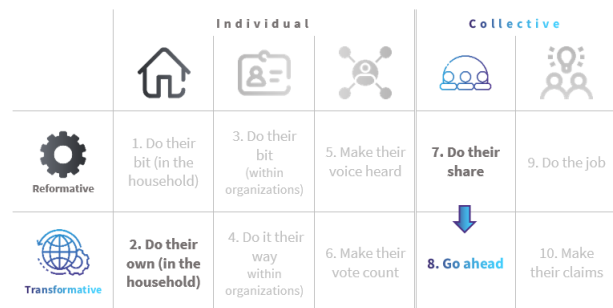 Individual
Collective
1. Do their
bit (in the
household)
3. Do their
bit
(within
organizations)
5. Make their
voice heard
7. Do their
share
9. Do the job
Reformative
2. Do their
own (in the
household)
4. Do it their
way
within
organizations)
6. Make their
vote count
8. Go ahead
10. Make
their claims
Transformative